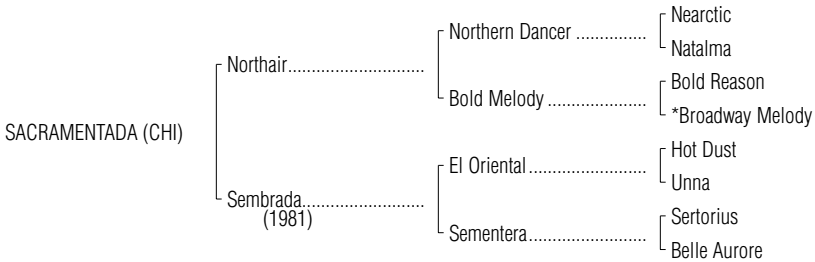 Nearctic
Northern Dancer ...............
Natalma
Northair.............................
Bold Reason
Bold Melody .....................
*Broadway Melody
SACRAMENTADA (CHI)
Hot Dust
El Oriental.........................
Unna
Sembrada..........................
(1981)
Sertorius
Sementera.........................
Belle Aurore